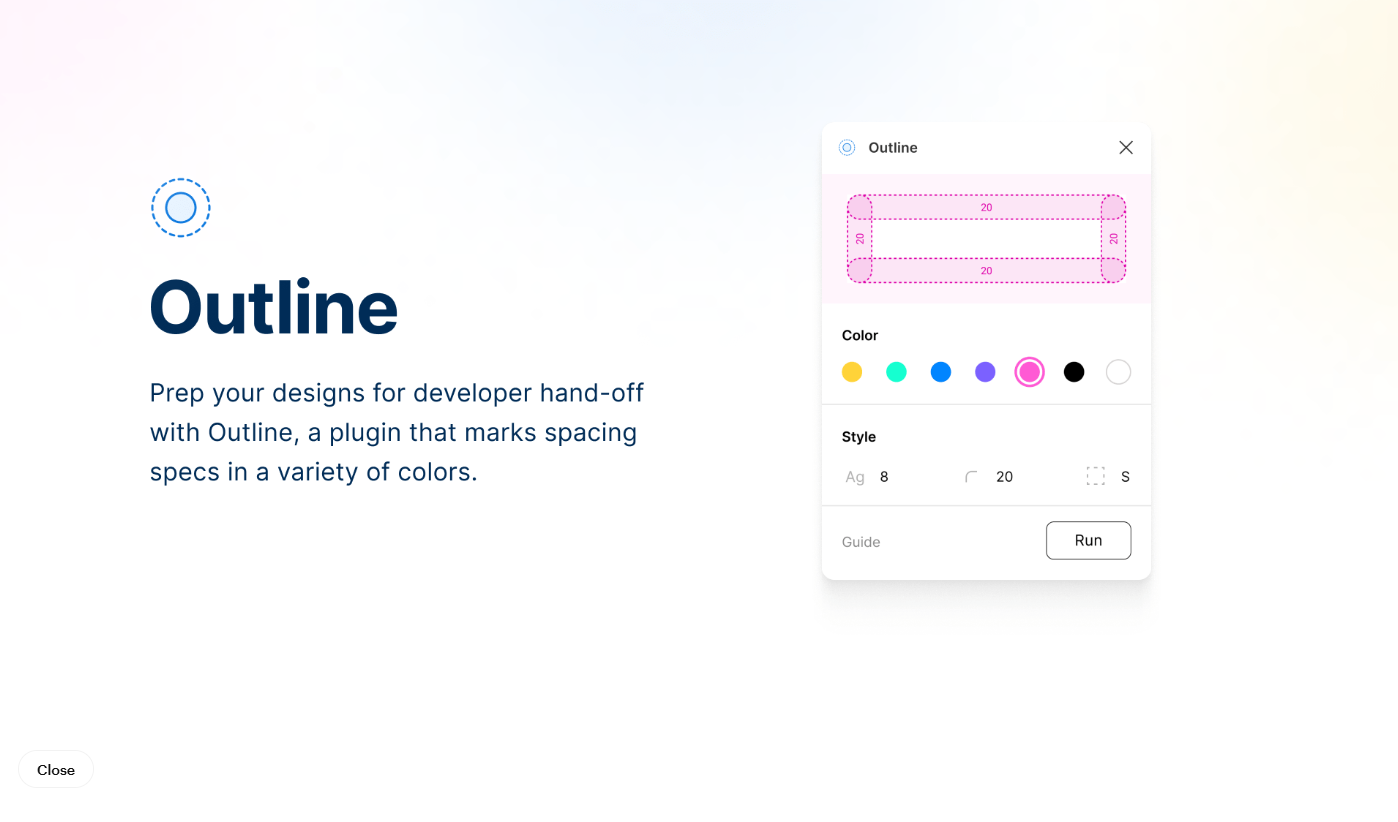 Outline
Prep your designs for developer hand-off
with Outline, a plugin that marks spacing
specs in a variety of colors.
Outline
20
20
20
20
Color
Style
Ag 8
20
S
Guide
Run
Close